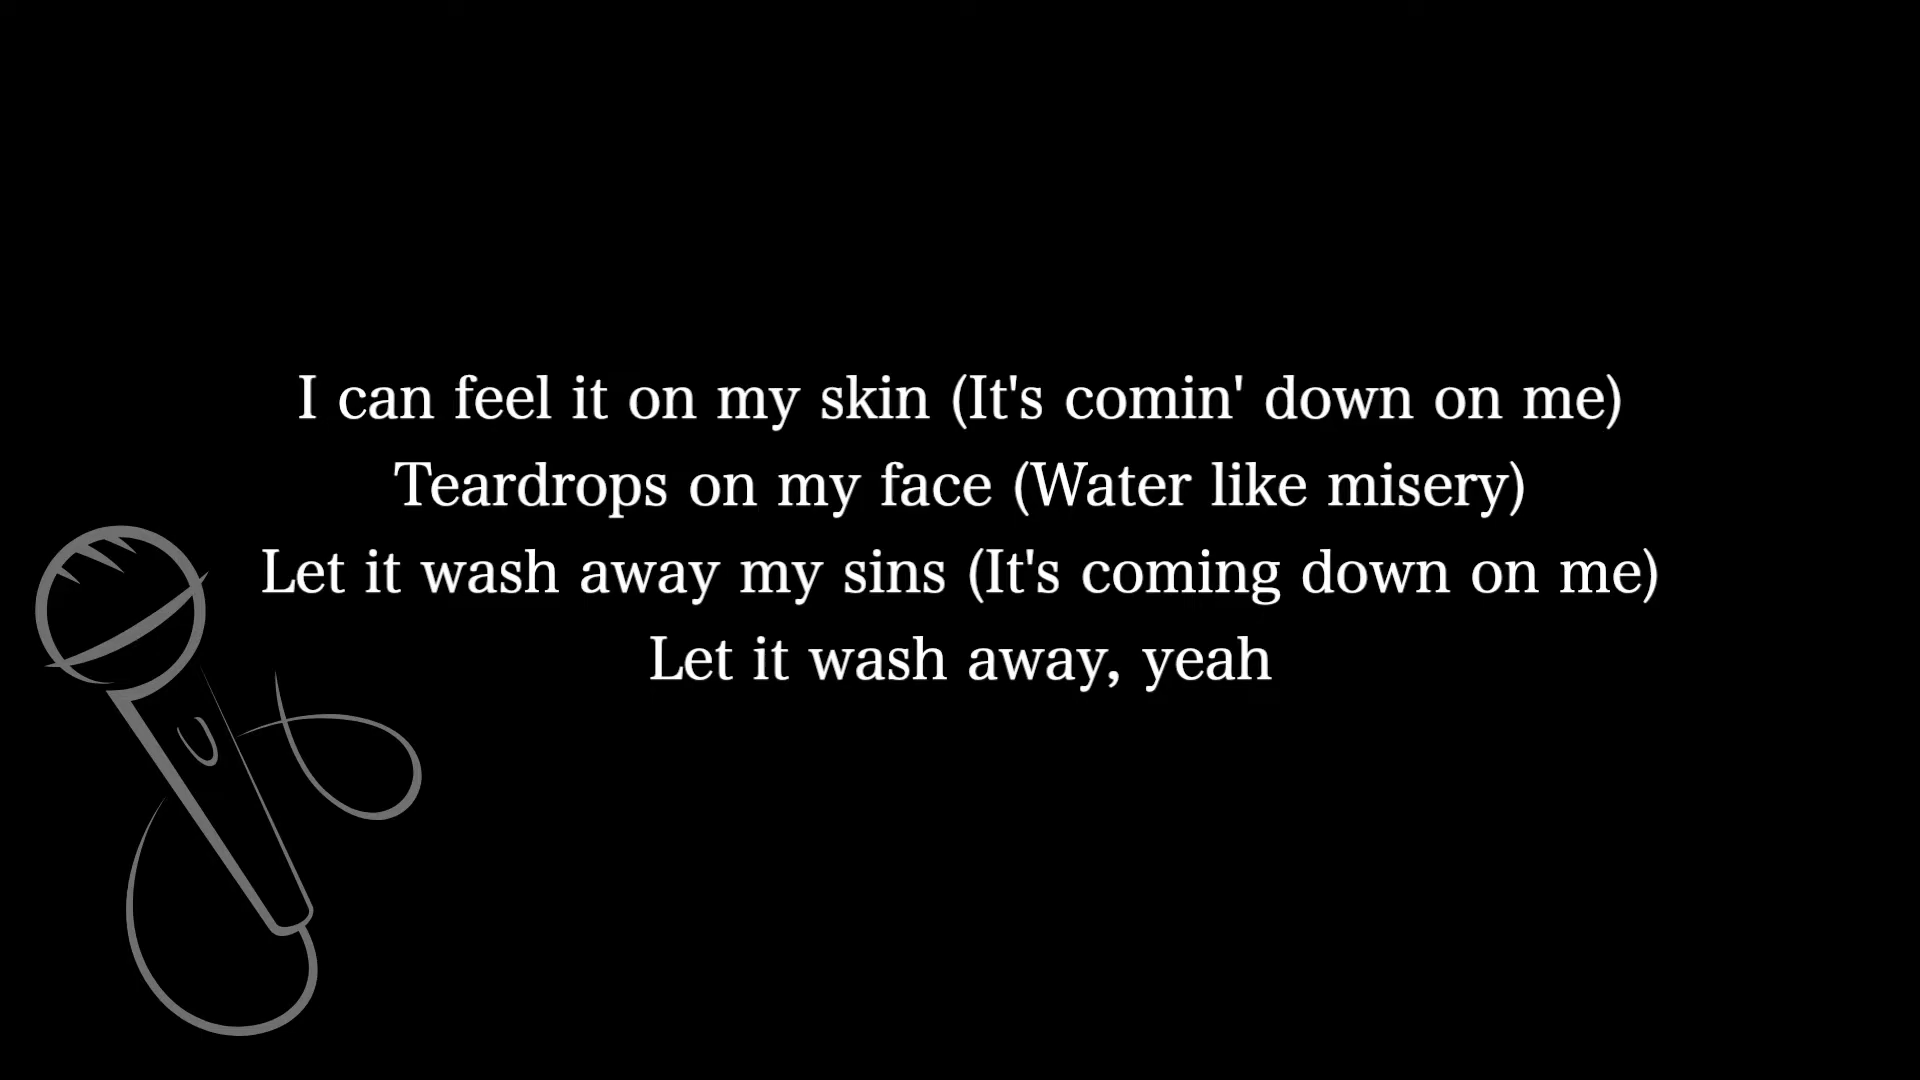 I can feel it on my skin (It's comin' down on me)
Teardrops on my face (Water like misery)
Let it wash away my sins (It's coming down on me)
Let it wash away, yeah